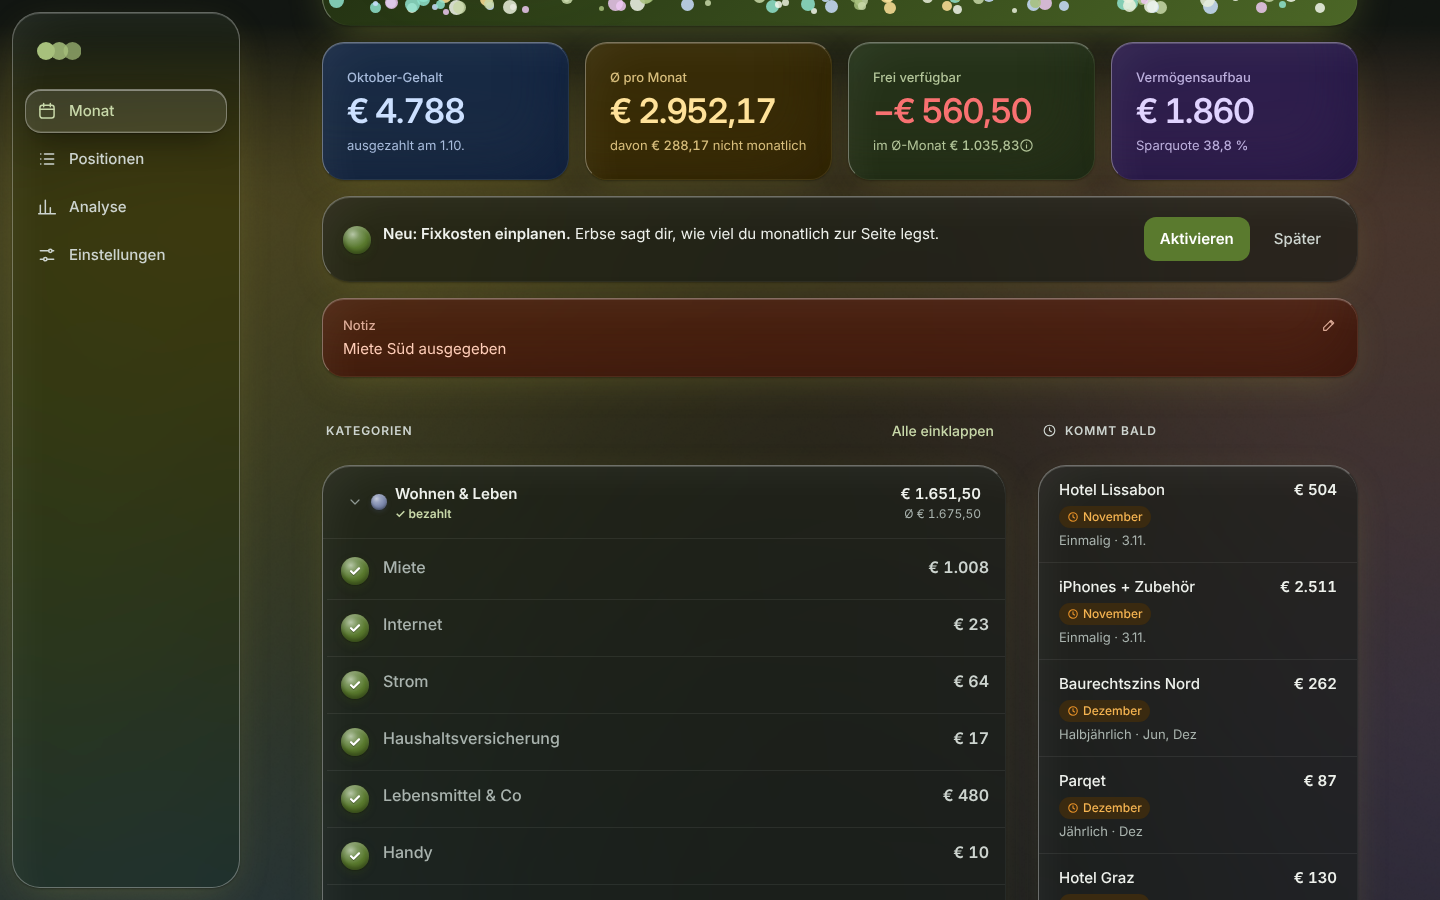 Monat
Positionen
Analyse
Einstellungen
Oktober-Gehalt
€ 4.788
ausgezahlt am 1.10.
Ø pro Monat
€ 2.952,17
davon € 288,17 nicht monatlich
Frei verfügbar
–€ 560,50
im Ø-Monat € 1.035,83
Vermögensaufbau
€ 1.860
Sparquote 38,8 %
Neu: Fixkosten einplanen. Erbse sagt dir, wie viel du monatlich zur Seite legst.
Aktivieren
Später
Notiz
Miete Süd ausgegeben
KATEGORIEN
Alle einklappen
Wohnen & Leben
€ 1.651,50
✓ bezahlt
Ø € 1.675,50
Miete
€ 1.008
Internet
€ 23
Strom
€ 64
Haushaltsversicherung
€ 17
Lebensmittel & Co
€ 480
Handy
€ 10
KOMMT BALD
Hotel Lissabon
€ 504
November
Einmalig · 3.11.
iPhones + Zubehör
€ 2.511
November
Einmalig · 3.11.
Baurechtszins Nord
€ 262
Dezember
Halbjährlich · Jun, Dez
Parqet
€ 87
Dezember
Jährlich · Dez
Hotel Graz
€ 130